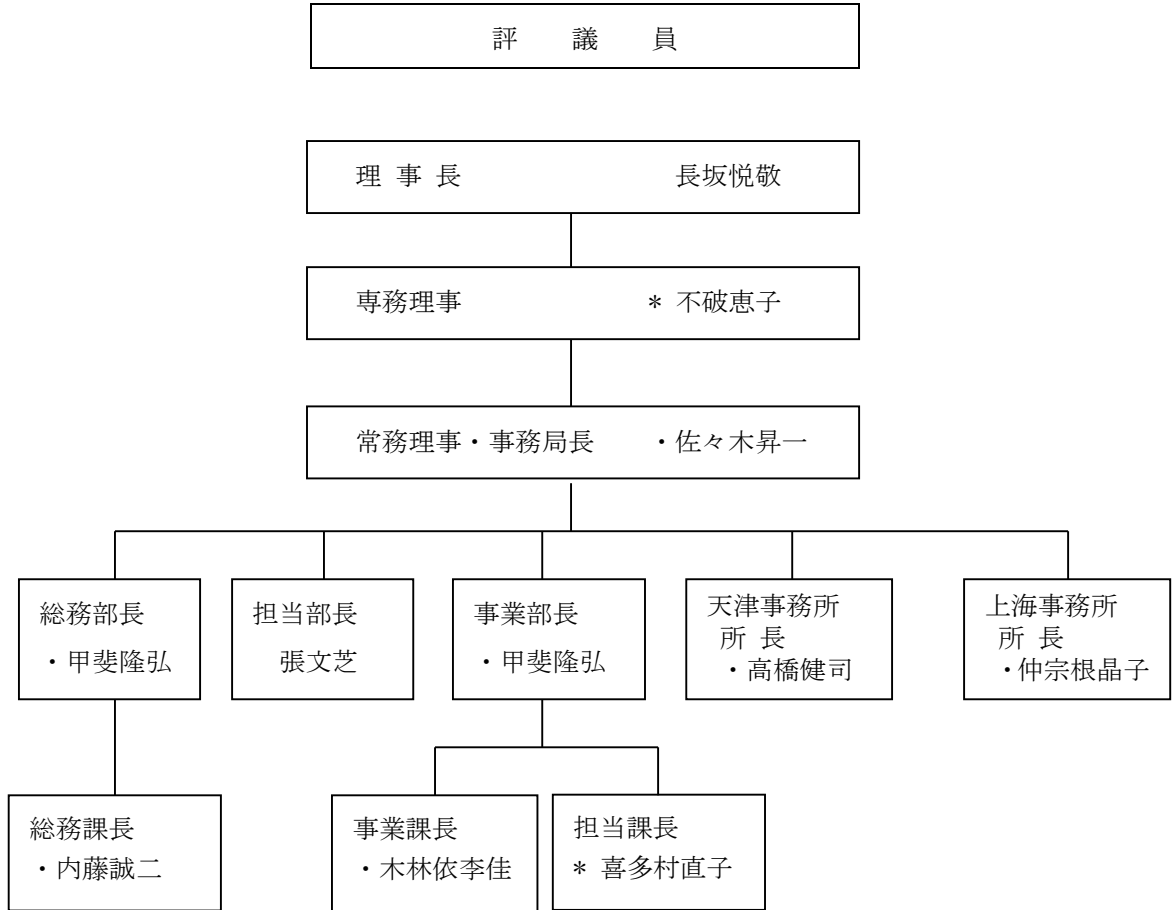 評 議 員
理 事 長 長坂悦敬
専務理事 * 不破恵子
常務理事・事務局長 ・佐々木昇一
総務部長
・甲斐隆弘
担当部長
張文芝
事業部長
・甲斐隆弘
天津事務所
所 長
・高橋健司
上海事務所
所 長
・仲宗根晶子
総務課長
・内藤誠二
事業課長
・木林依李佳
担当課長
* 喜多村直子